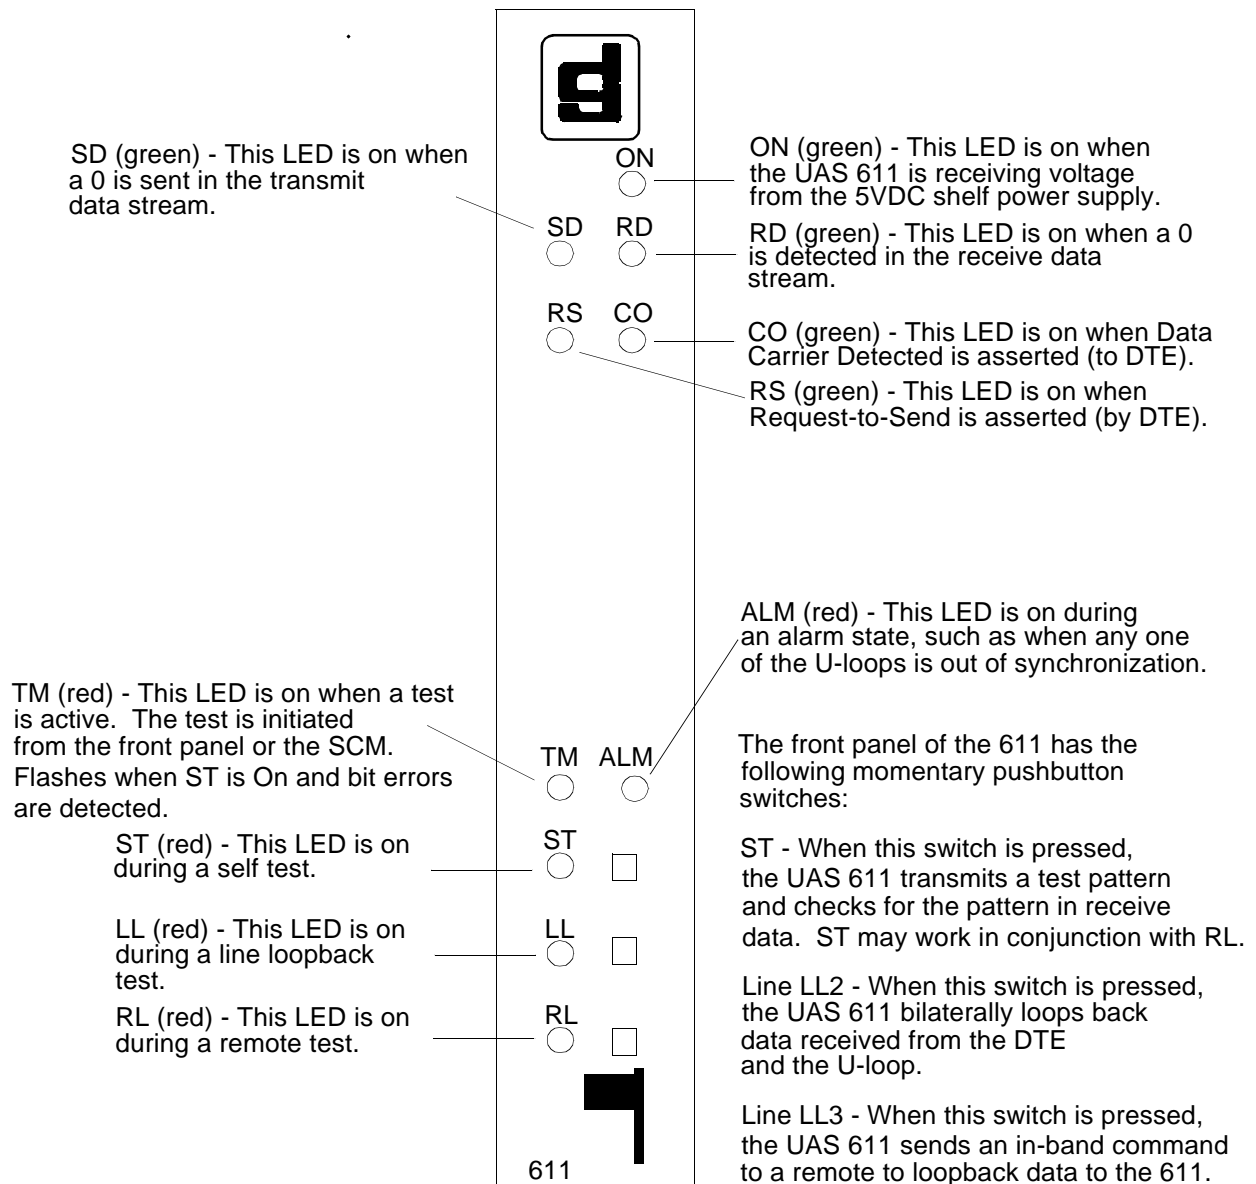 SD (green) - This LED is on when
a 0 is sent in the transmit
data stream.
ON
ON (green) - This LED is on when
the UAS 611 is receiving voltage
from the 5VDC shelf power supply.
SD RD
RD (green) - This LED is on when a 0
is detected in the receive data
stream.
RS CO
CO (green) - This LED is on when Data
Carrier Detected is asserted (to DTE).
RS (green) - This LED is on when
Request-to-Send is asserted (by DTE).
ALM (red) - This LED is on during
an alarm state, such as when any one
of the U-loops is out of synchronization.
TM (red) - This LED is on when a test
is active. The test is initiated
from the front panel or the SCM.
Flashes when ST is On and bit errors
are detected.
TM ALM
The front panel of the 611 has the
following momentary pushbutton
switches:
ST (red) - This LED is on
during a self test.
ST
ST - When this switch is pressed,
the UAS 611 transmits a test pattern
and checks for the pattern in receive
data. ST may work in conjunction with RL.
LL (red) - This LED is on
during a line loopback
test.
LL
Line LL2 - When this switch is pressed,
the UAS 611 bilaterally loops back
data received from the DTE
and the U-loop.
RL (red) - This LED is on
during a remote test.
RL
Line LL3 - When this switch is pressed,
the UAS 611 sends an in-band command
to a remote to loopback data to the 611.
611